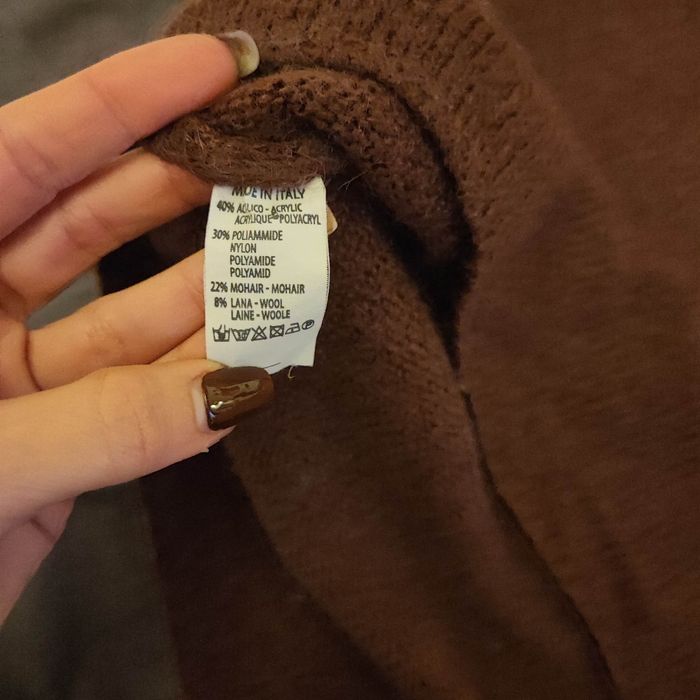 MADE IN ITALY
40% ACLICO - ACRYLIC
ACRYLIQUE - POLYACRYL
30% POLIAMMIDE
NYLON
POLYAMIDE
POLYAMID
22% MOHAIR - MOHAIR
8% LANA - WOOL
LAINE - WOOLE